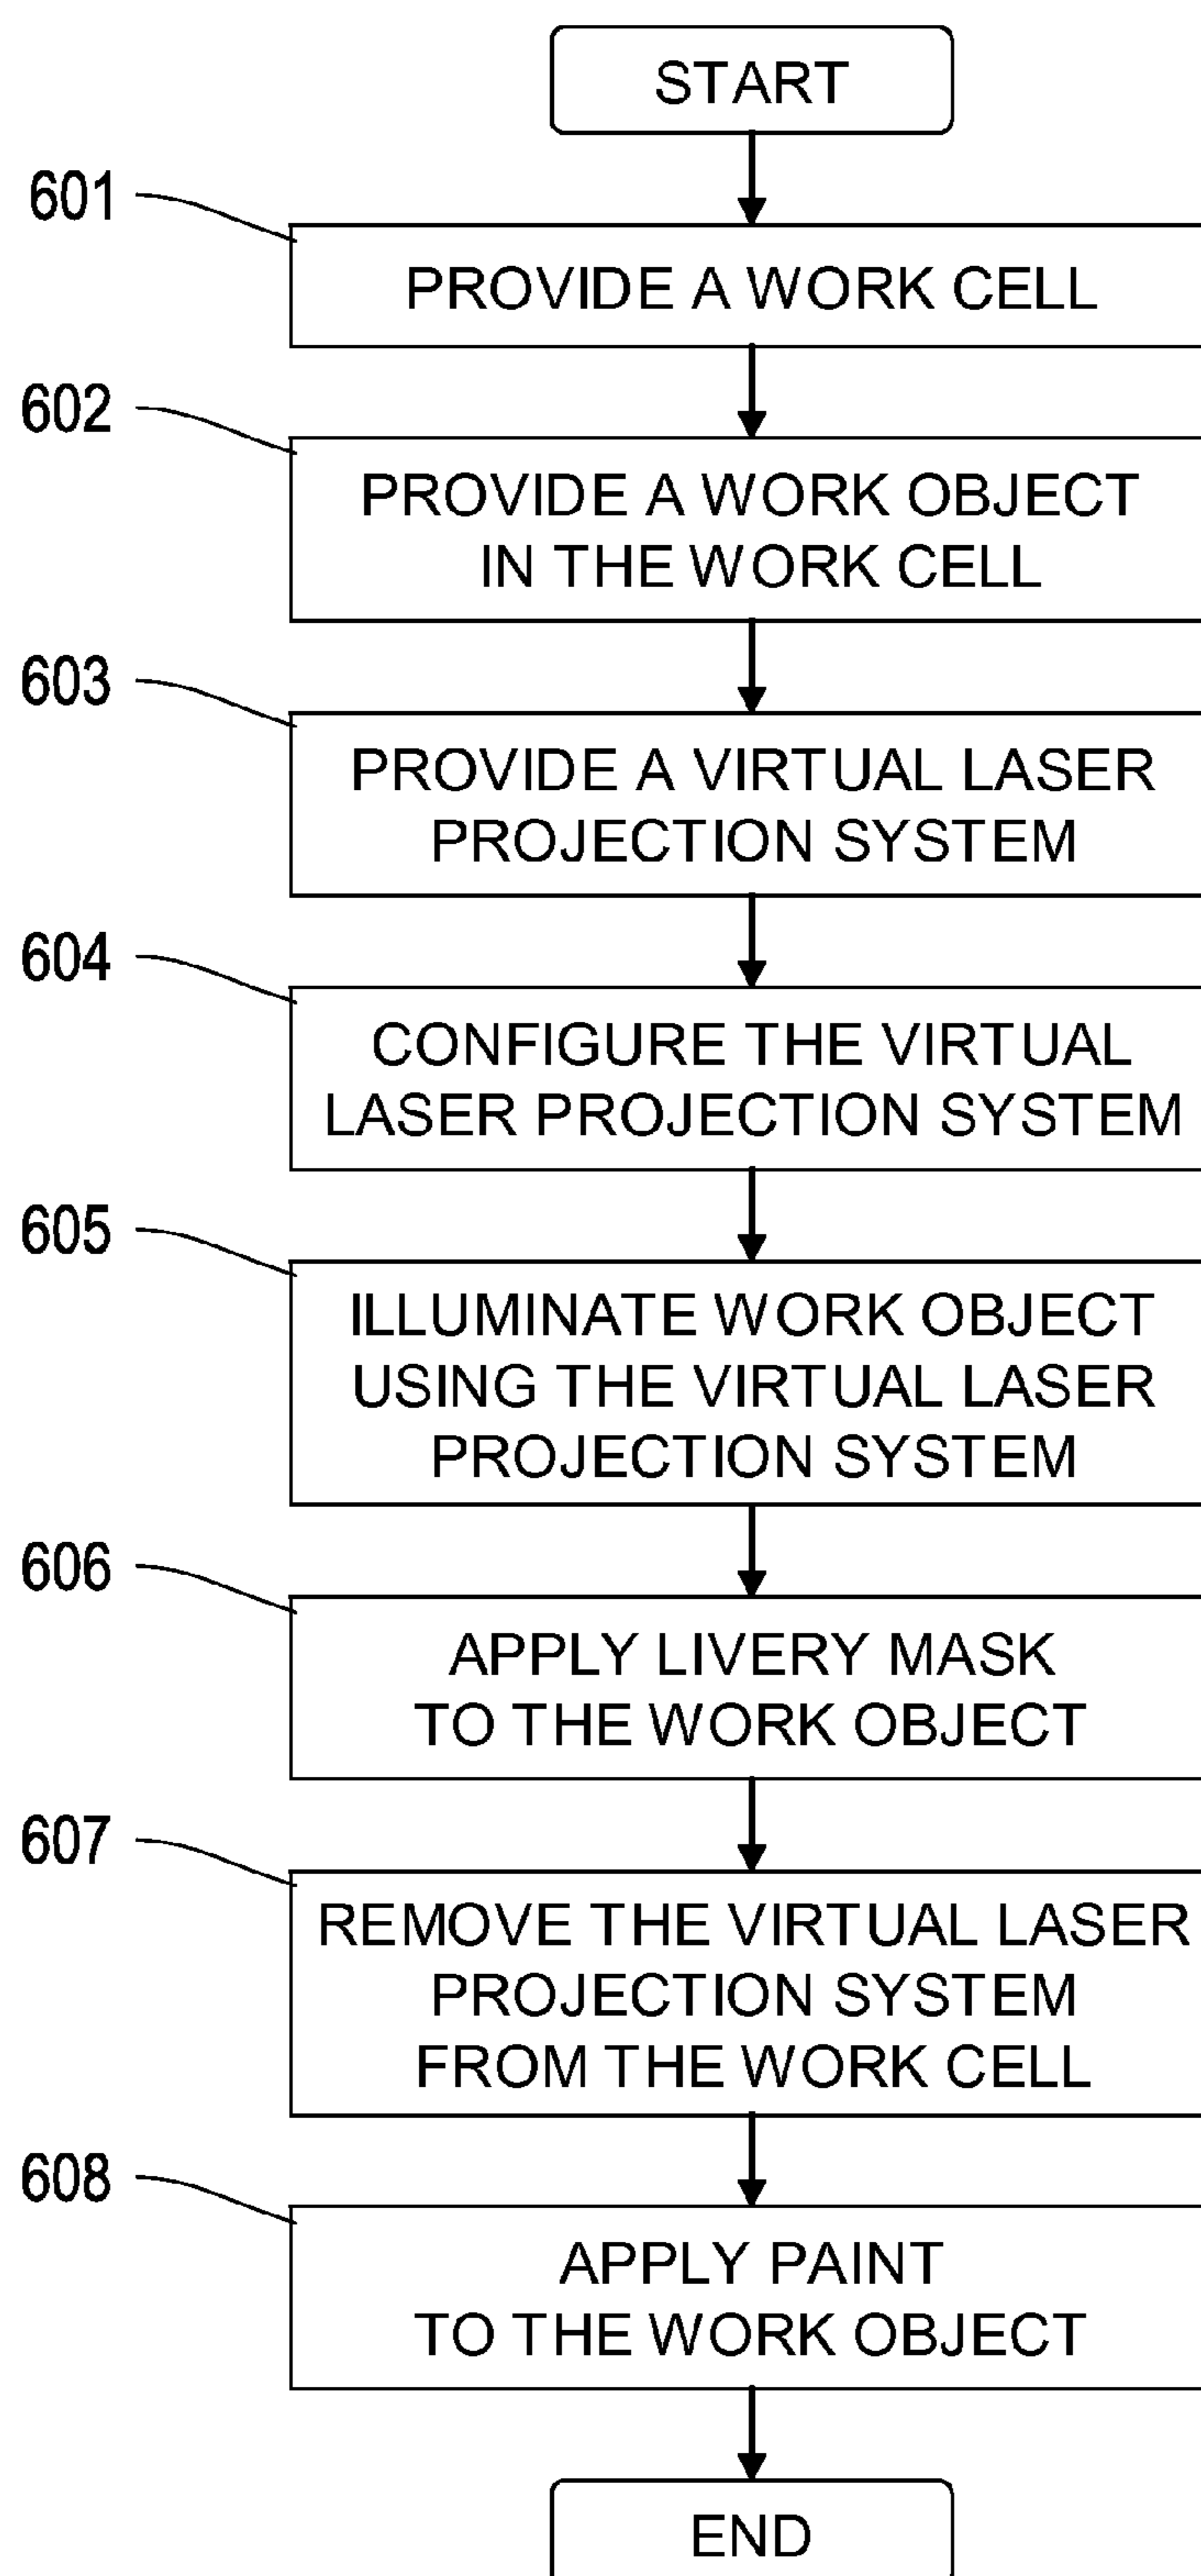 START
601
PROVIDE A WORK CELL
602
PROVIDE A WORK OBJECT
IN THE WORK CELL
603
PROVIDE A VIRTUAL LASER
PROJECTION SYSTEM
604
CONFIGURE THE VIRTUAL
LASER PROJECTION SYSTEM
605
ILLUMINATE WORK OBJECT
USING THE VIRTUAL LASER
PROJECTION SYSTEM
606
APPLY LIVERY MASK
TO THE WORK OBJECT
607
REMOVE THE VIRTUAL LASER
PROJECTION SYSTEM
FROM THE WORK CELL
608
APPLY PAINT
TO THE WORK OBJECT
END